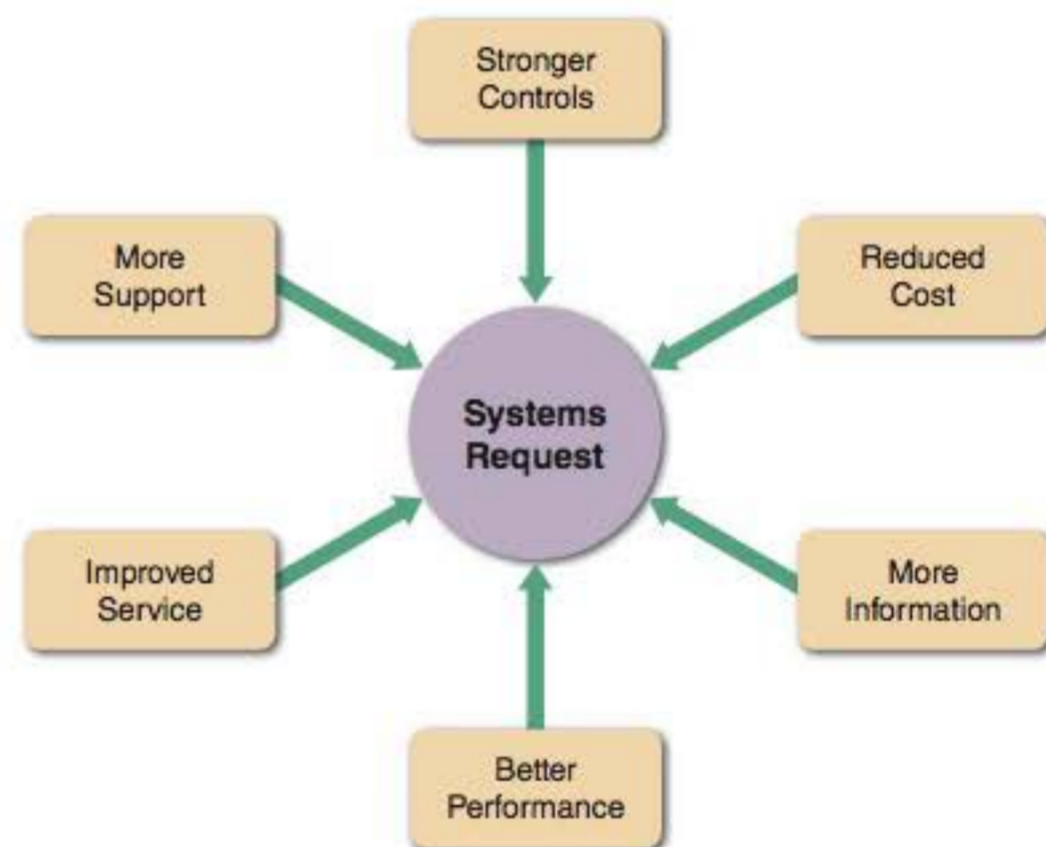 Stronger
Controls
More
Support
Reduced
Cost
Systems
Request
Improved
Service
More
Information
Better
Performance